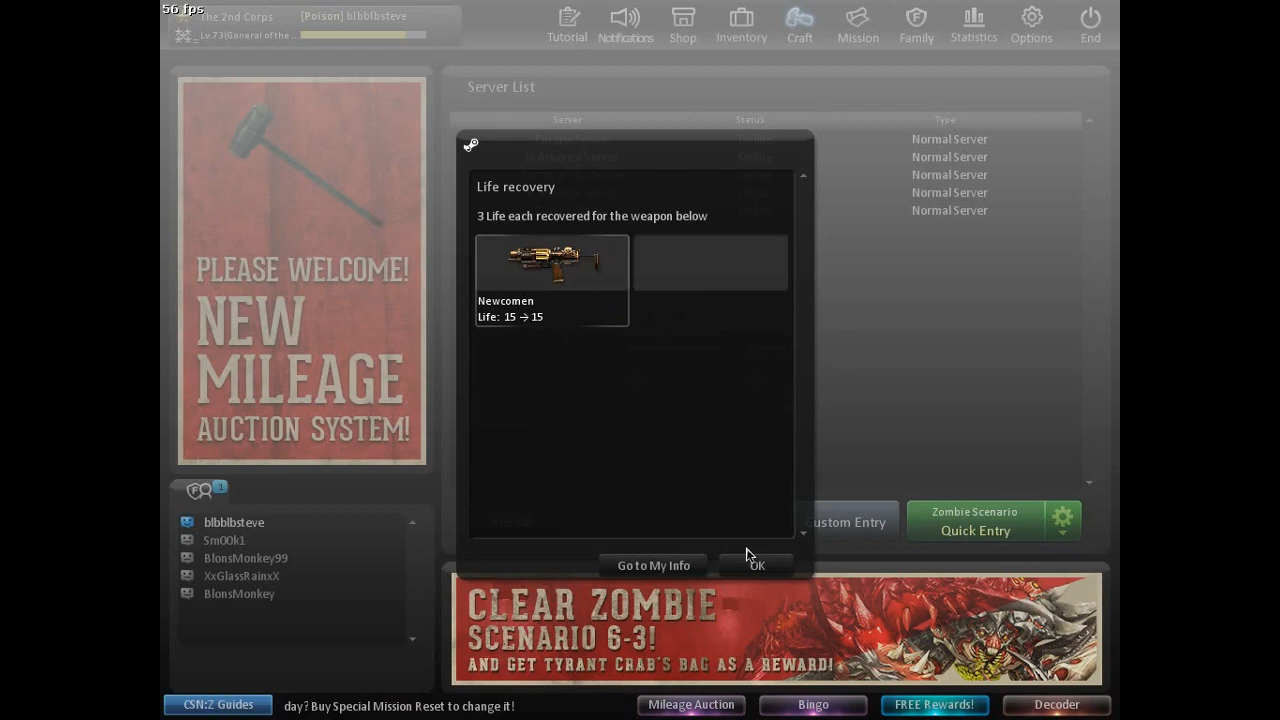 56 fps
The 2nd Corps
[Poison] blbblbsteve
Lv.73(General of the...
Tutorial
Notifications
Shop
Inventory
Craft
Mission
Family
Statistics
Options
End
PLEASE WELCOME!
NEW
MILEAGE
AUCTION SYSTEM!
Server List
Server
Status
Type
Normal Server
Normal Server
Normal Server
Normal Server
Normal Server
Life recovery
3 Life each recovered for the weapon below
Newcomen
Life: 15 → 15
Go to My Info
OK
Custom Entry
Zombie Scenario
Quick Entry
1
blbblbsteve
Sm00k1
BlonsMonkey99
XxGlassRainxX
BlonsMonkey
CLEAR ZOMBIE
SCENARIO 6-3!
AND GET TYRANT CRAB'S BAG AS A REWARD!
CSN:Z Guides
day? Buy Special Mission Reset to change it!
Mileage Auction
Bingo
FREE Rewards!
Decoder